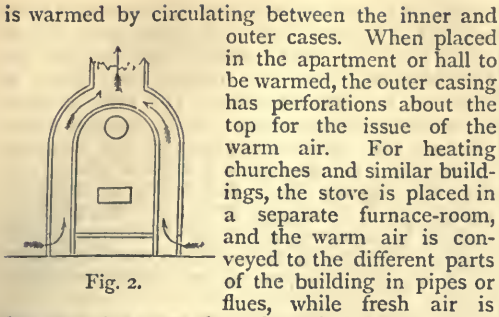 is warmed by circulating between the inner and
outer cases. When placed
in the apartment or hall to
be warmed, the outer casing
has perforations about the
top for the issue of the
warm air. For heating
churches and similar build-
ings, the stove is placed in
a separate furnace-room,
and the warm air is con-
veyed to the different parts
of the building in pipes or
flues, while fresh air is
Fig. 2.